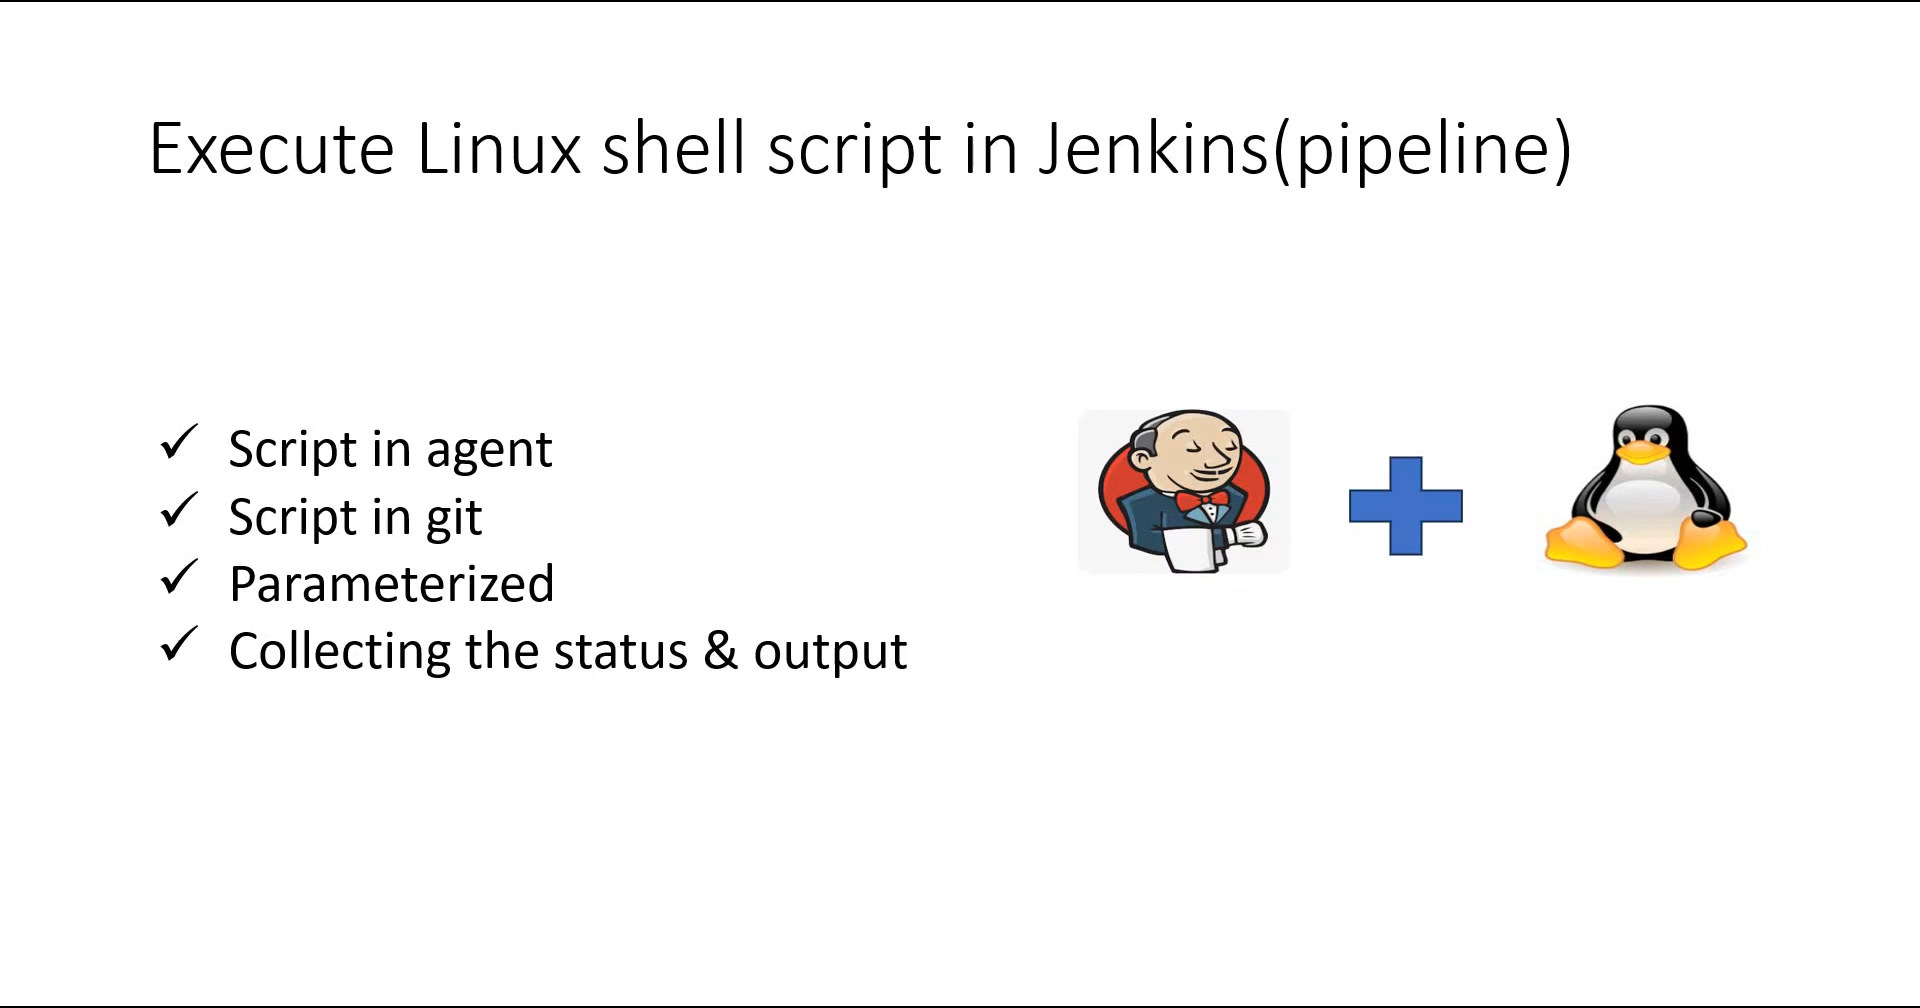 Execute Linux shell script in Jenkins(pipeline)
✓ Script in agent
✓ Script in git
✓ Parameterized
✓ Collecting the status & output